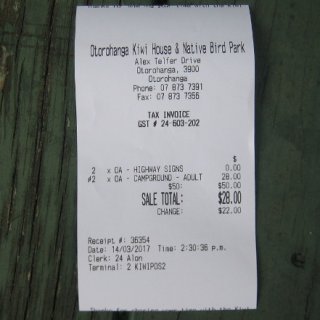 Otorohanga Kiwi House & Native Bird Park
Alex Telfer Drive
Otorohanga, 3900
Otorohanga
Phone: 07 873 7391
Fax: 07 873 7356
TAX INVOICE
GST # 24-603-202
$
2 x OA - HIGHWAY SIGNS 0.00
#2 x OA - CAMPGROUND - ADULT 28.00
$50: $50.00
SALE TOTAL: $28.00
CHANGE: $22.00
Receipt #: 36354
Date: 14/03/2017 Time: 2:30:36 p.m.
Clerk: 24 Alon
Terminal: 2 KIWIPOS2